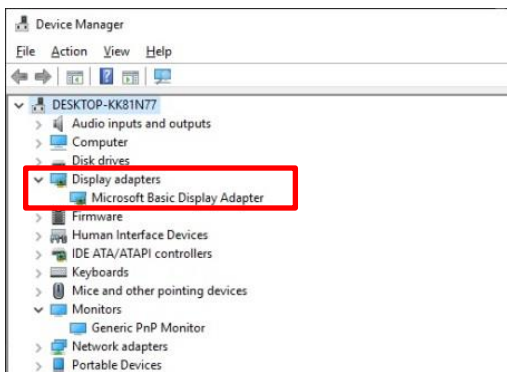 Device Manager
File Action View Help
DESKTOP-KK81N77
Audio inputs and outputs
Computer
Disk drives
Display adapters
Microsoft Basic Display Adapter
Firmware
Human Interface Devices
IDE ATA/ATAPI controllers
Keyboards
Mice and other pointing devices
Monitors
Generic PnP Monitor
Network adapters
Portable Devices